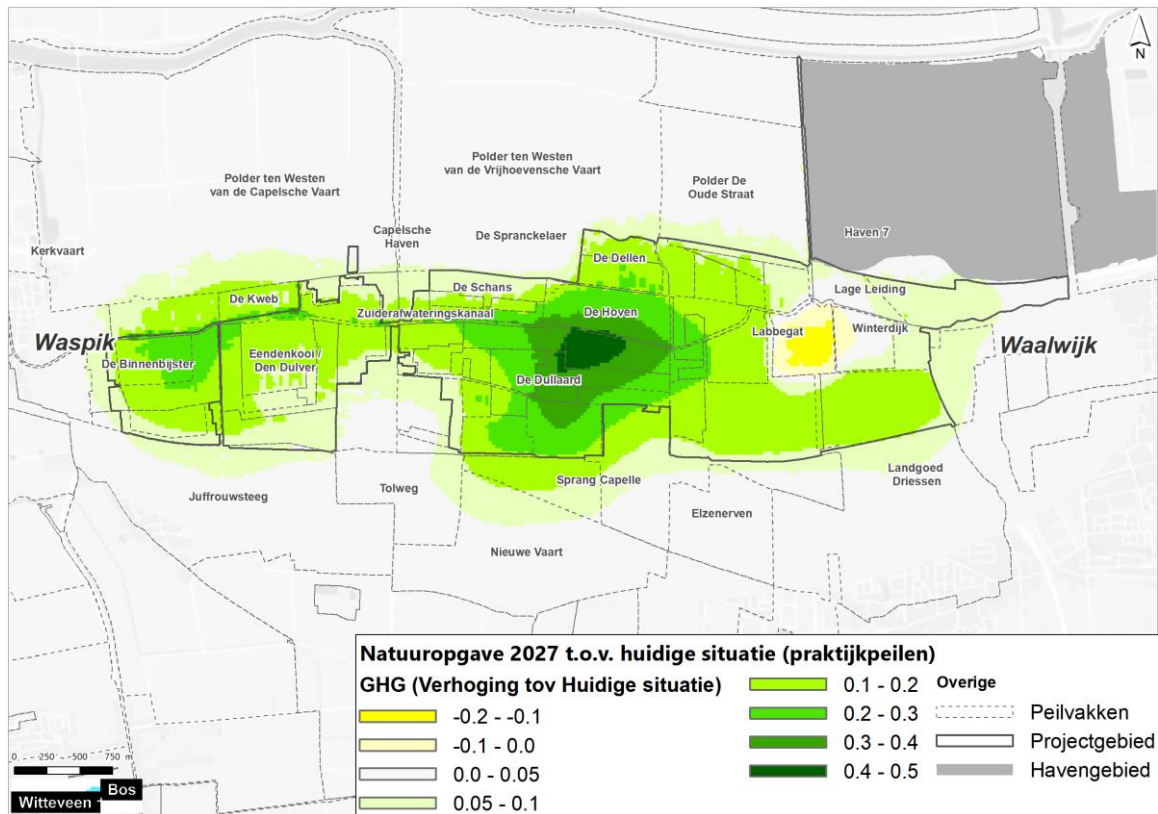 N
Polder ten Westen
van de Capelsche Vaart
Polder ten Westen
van de Vrijhoevensche Vaart
Polder De
Oude Straat
Kerkvaart
Capelsche
Haven
De Spranckelaer
Haven 7
De Dellen
De Kweb
De Schans
Lage Leiding
Zuiderafwateringskanaal
De Hoven
Labbegat
Winterdijk
Waspik
Waalwijk
De Binnenbijster
Eendenkooi /
Den Dulver
De Dullaard
Juffrouwsteeg
Tolweg
Sprang Capelle
Landgoed
Driessen
Elzenerven
Nieuwe Vaart
Natuuropgave 2027 t.o.v. huidige situatie (praktijkpeilen)
GHG (Verhoging tov Huidige situatie)
-0.2 - -0.1
-0.1 - 0.0
0.0 - 0.05
0.05 - 0.1
0.1 - 0.2
0.2 - 0.3
0.3 - 0.4
0.4 - 0.5
Overige
Peilvakken
Projectgebied
Havengebied
0 250 500 750 m
Witteveen Bos